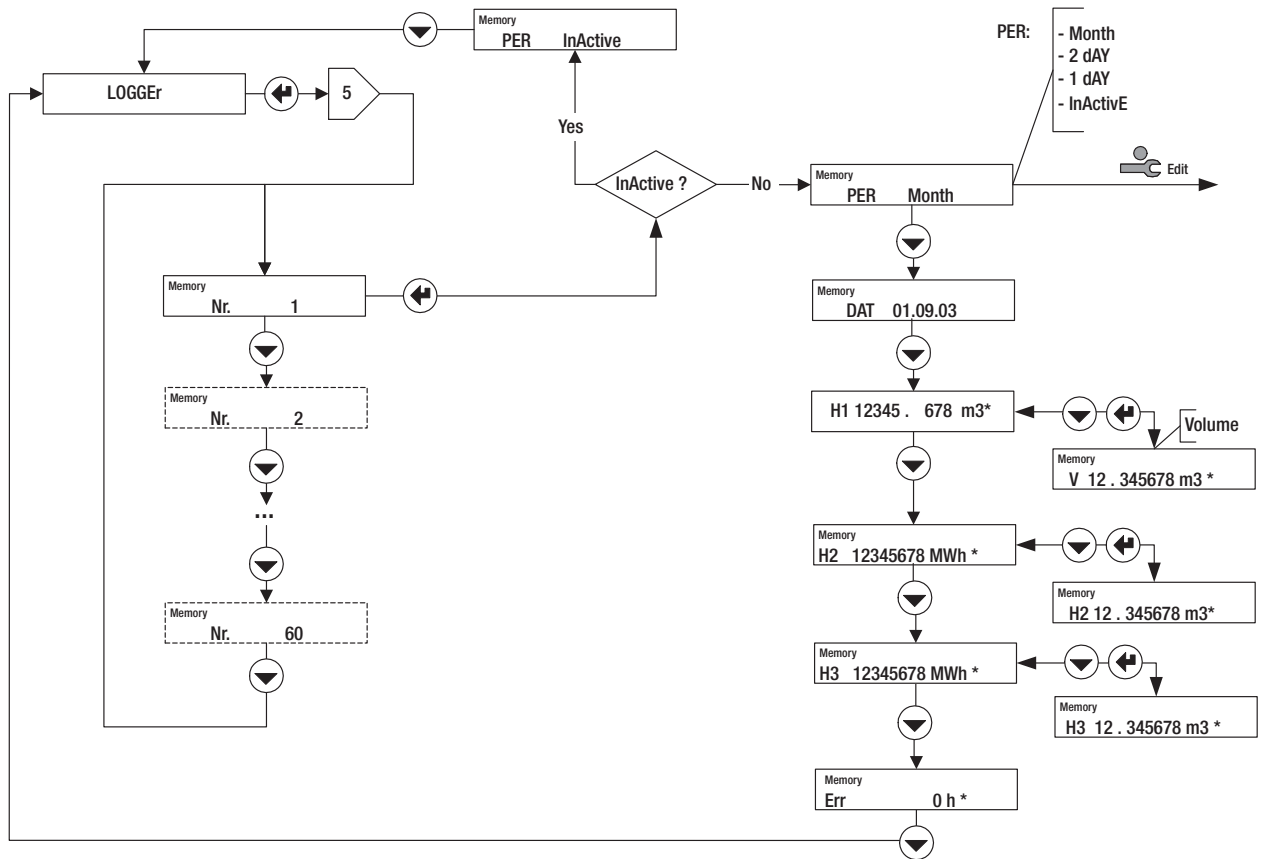 Memory
PER InActive
PER:
- Month
- 2 dAY
- 1 dAY
- InActivE
LOGGEr
5
Yes
InActive ?
No
Memory
PER Month
Edit
Memory
Nr. 1
Memory
DAT 01.09.03
Memory
Nr. 2
H1 12345 . 678 m3*
Volume
Memory
V 12 . 345678 m3 *
...
Memory
H2 12345678 MWh *
Memory
H2 12 . 345678 m3*
Memory
Nr. 60
Memory
H3 12345678 MWh *
Memory
H3 12 . 345678 m3 *
Memory
Err 0 h *